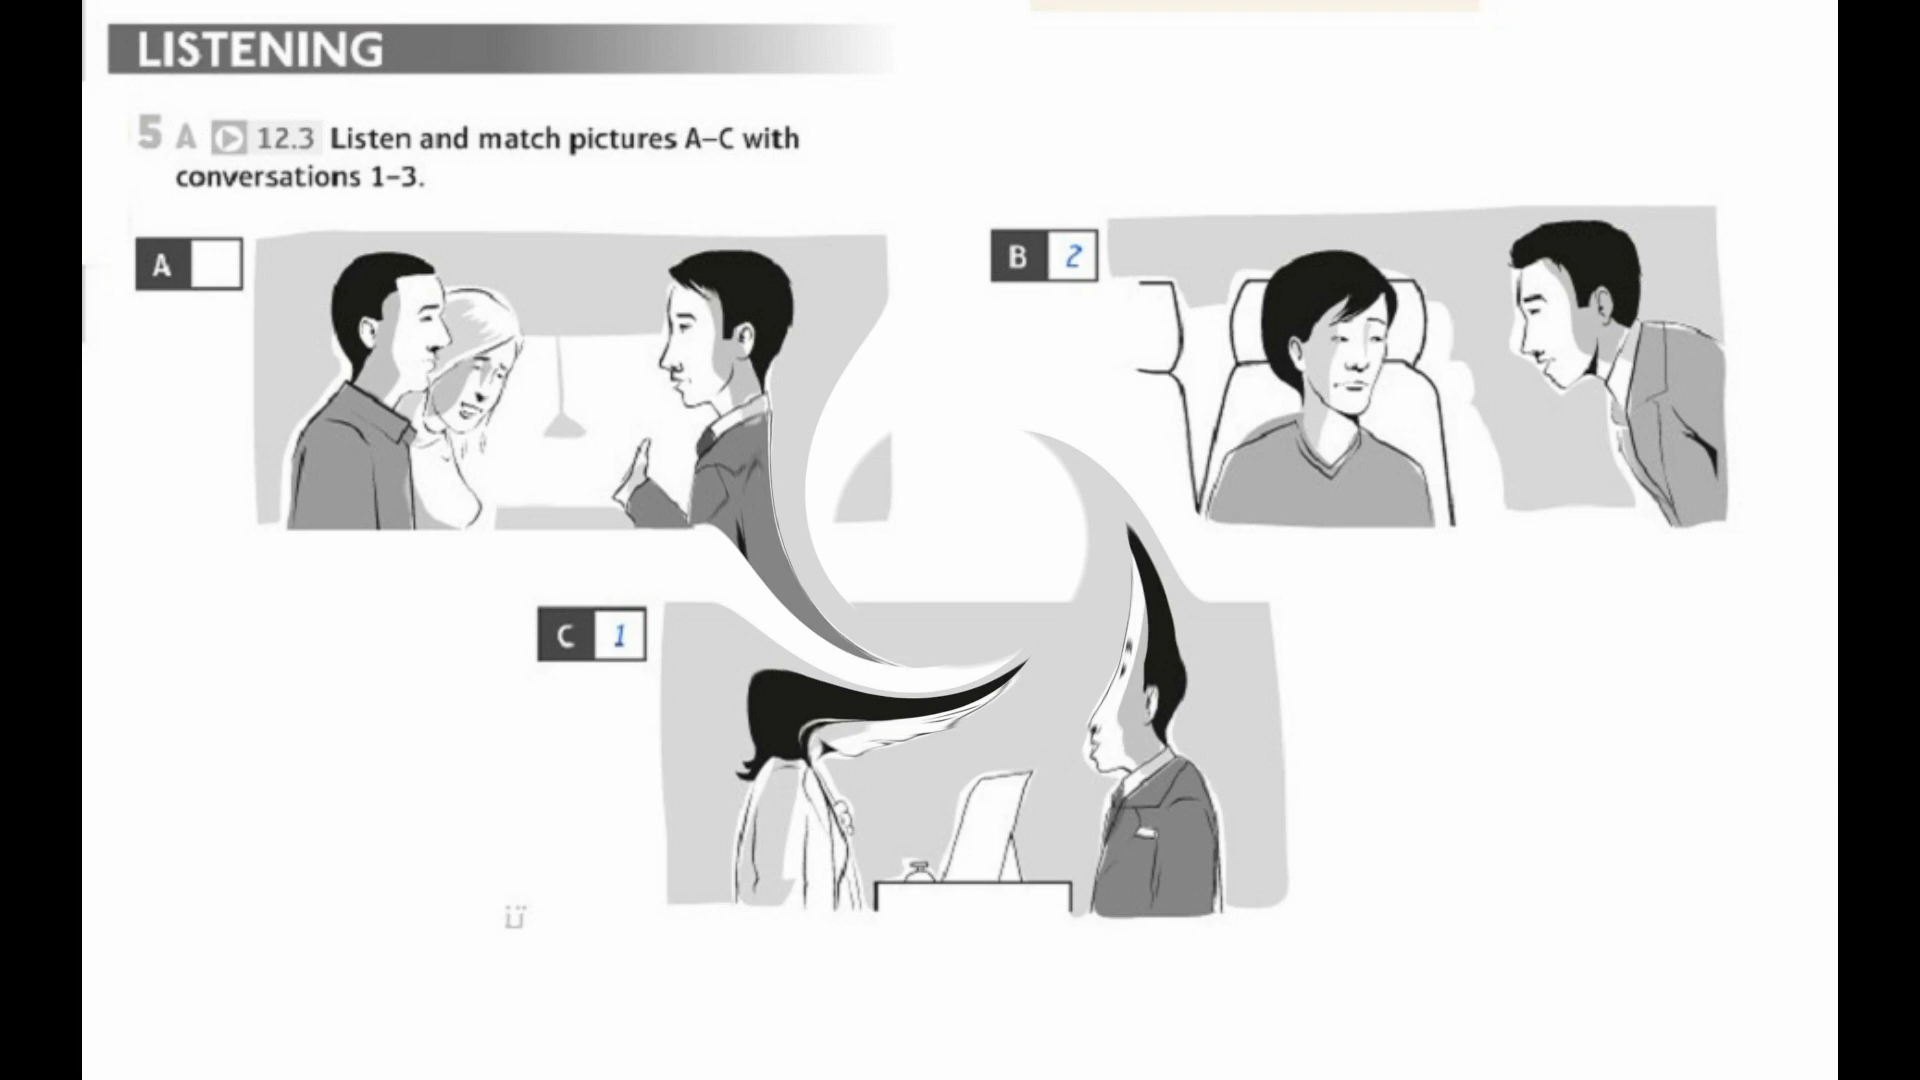 LISTENING
5 A 12.3 Listen and match pictures A–C with
conversations 1–3.
A
B 2
C 1